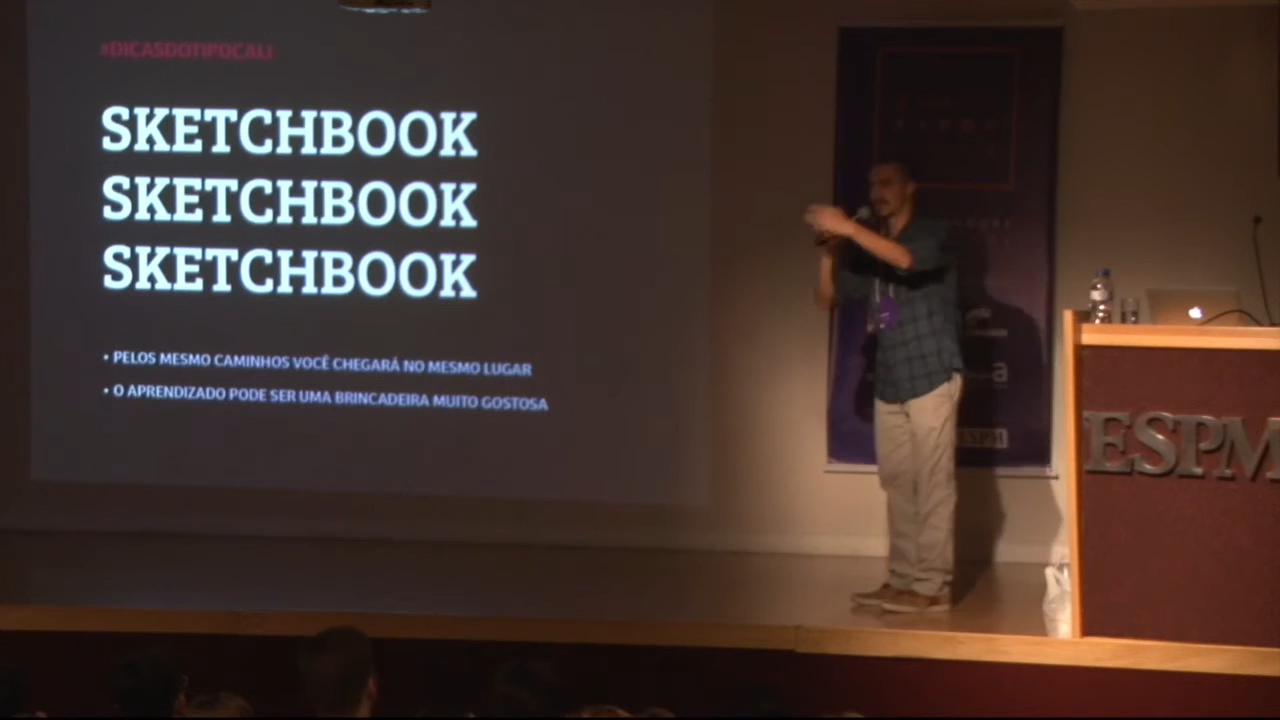 #DICASDOTIPOCALI
SKETCHBOOK
SKETCHBOOK
SKETCHBOOK
• PELOS MESMO CAMINHOS VOCÊ CHEGARÁ NO MESMO LUGAR
• O APRENDIZADO PODE SER UMA BRINCADEIRA MUITO GOSTOSA
ESPM
ESPM